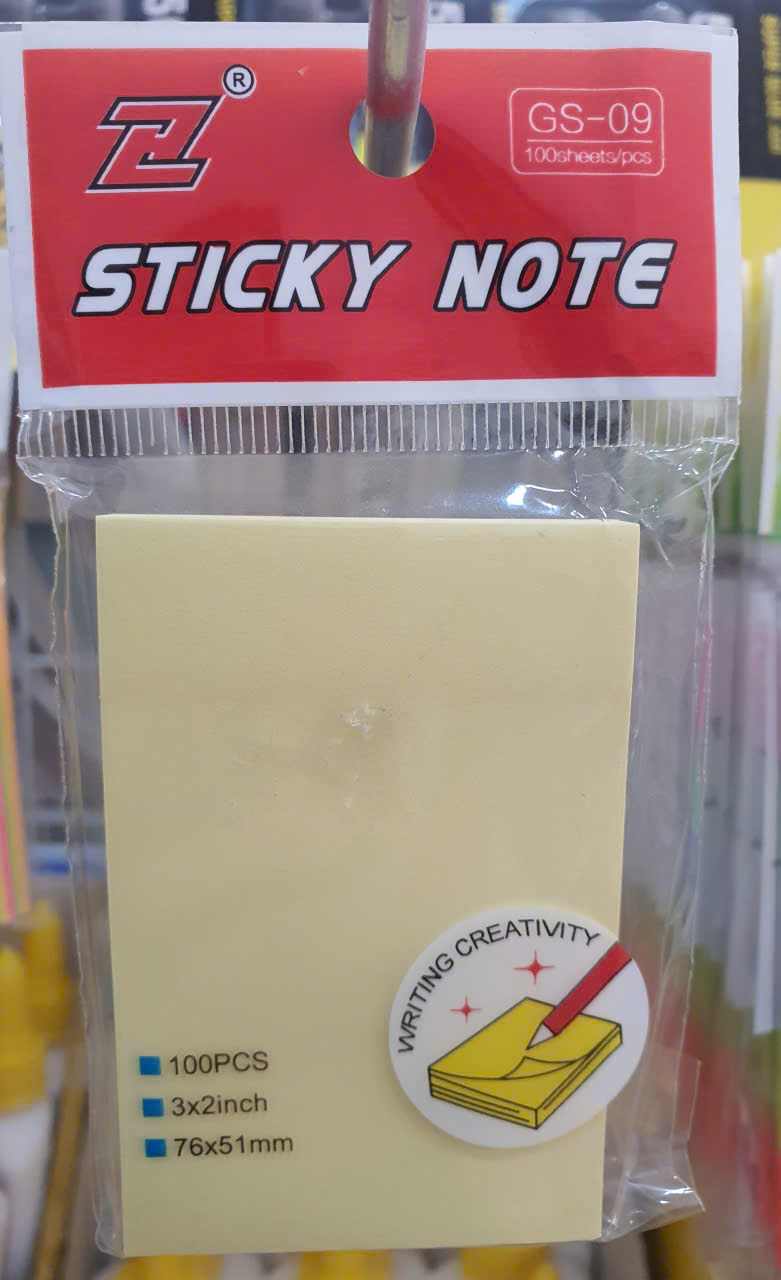 ®
GS-09
100sheets/pcs
STICKY NOTE
WRITING CREATIVITY
100PCS
3x2inch
76x51mm